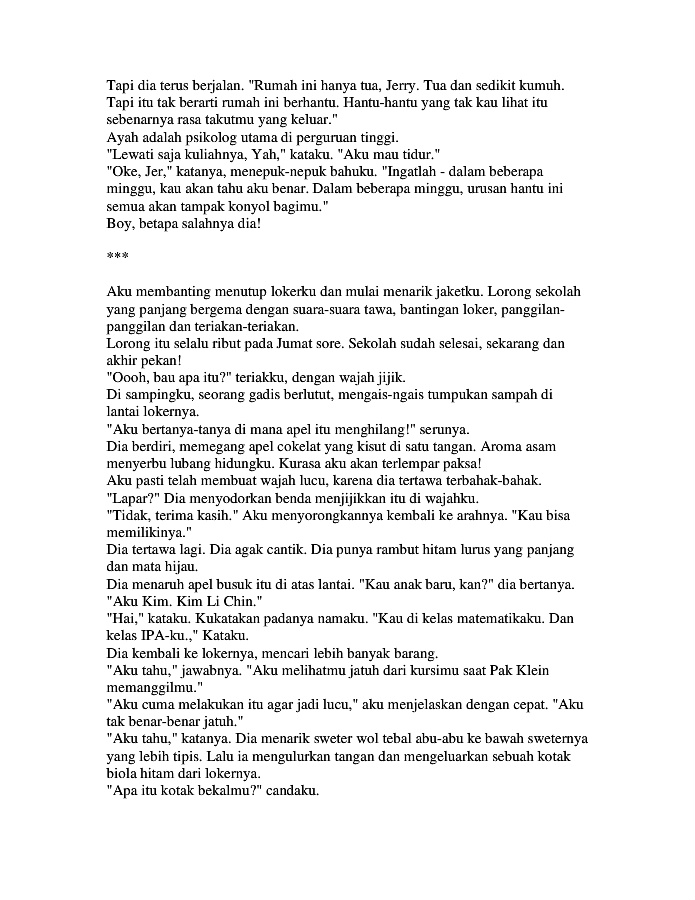 Tapi dia terus berjalan. "Rumah ini hanya tua, Jerry. Tua dan sedikit kumuh.
Tapi itu tak berarti rumah ini berhantu. Hantu-hantu yang tak kau lihat itu
sebenarnya rasa takutmu yang keluar."
Ayah adalah psikolog utama di perguruan tinggi.
"Lewati saja kuliahnya, Yah," kataku. "Aku mau tidur."
"Oke, Jer," katanya, menepuk-nepuk bahuku. "Ingatlah - dalam beberapa
minggu, kau akan tahu aku benar. Dalam beberapa minggu, urusan hantu ini
semua akan tampak konyol bagimu."
Boy, betapa salahnya dia!
***
Aku membanting menutup lokerku dan mulai menarik jaketku. Lorong sekolah
yang panjang bergema dengan suara-suara tawa, bantingan loker, panggilan-
panggilan dan teriakan-teriakan.
Lorong itu selalu ribut pada Jumat sore. Sekolah sudah selesai, sekarang dan
akhir pekan!
"Oooh, bau apa itu?" teriakku, dengan wajah jijik.
Di sampingku, seorang gadis berlutut, mengais-ngais tumpukan sampah di
lantai lokernya.
"Aku bertanya-tanya di mana apel itu menghilang!" serunya.
Dia berdiri, memegang apel cokelat yang kisut di satu tangan. Aroma asam
menyerbu lubang hidungku. Kurasa aku akan terlempar paksa!
Aku pasti telah membuat wajah lucu, karena dia tertawa terbahak-bahak.
"Lapar?" Dia menyodorkan benda menjijikkan itu di wajahku.
"Tidak, terima kasih." Aku menyorongkannya kembali ke arahnya. "Kau bisa
memilikinya."
Dia tertawa lagi. Dia agak cantik. Dia punya rambut hitam lurus yang panjang
dan mata hijau.
Dia menaruh apel busuk itu di atas lantai. "Kau anak baru, kan?" dia bertanya.
"Aku Kim. Kim Li Chin."
"Hai," kataku. Kukatakan padanya namaku. "Kau di kelas matematikaku. Dan
kelas IPA-ku.," Kataku.
Dia kembali ke lokernya, mencari lebih banyak barang.
"Aku tahu," jawabnya. "Aku melihatmu jatuh dari kursimu saat Pak Klein
memanggilmu."
"Aku cuma melakukan itu agar jadi lucu," aku menjelaskan dengan cepat. "Aku
tak benar-benar jatuh."
"Aku tahu," katanya. Dia menarik sweter wol tebal abu-abu ke bawah sweternya
yang lebih tipis. Lalu ia mengulurkan tangan dan mengeluarkan sebuah kotak
biola hitam dari lokernya.
"Apa itu kotak bekalmu?" candaku.